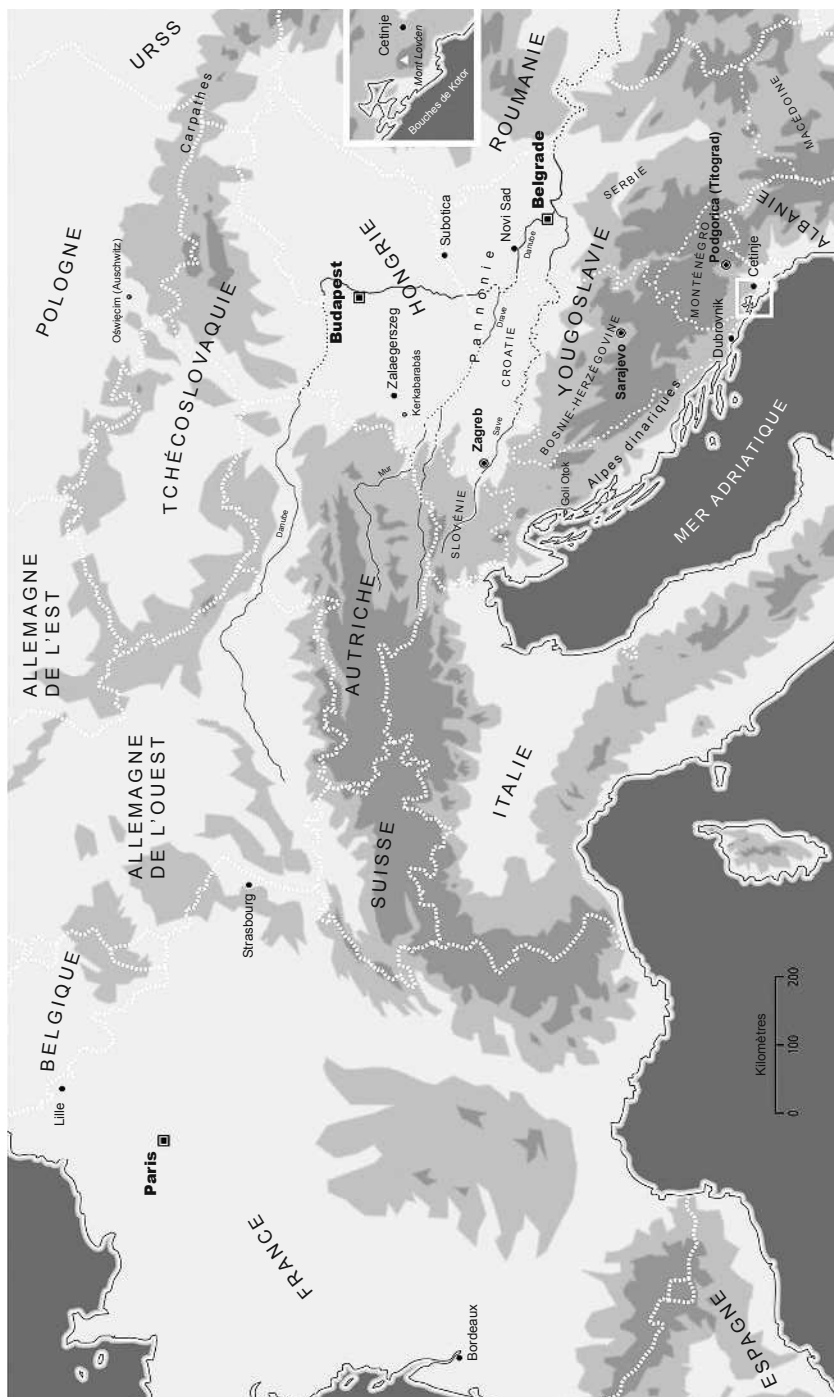 URSS
Carpathes
POLOGNE
Oświęcim (Auschwitz)
TCHÉCOSLOVAQUIE
ALLEMAGNE
DE L'EST
ALLEMAGNE
DE L'OUEST
BELGIQUE
Lille
Paris
Strasbourg
FRANCE
Bordeaux
ESPAGNE
SUISSE
AUTRICHE
ITALIE
Danube
Mur
Budapest
HONGRIE
Zalaegerszeg
Kerkabarabás
Pannonie
Drave
Subotica
Novi Sad
Danube
Belgrade
ROUMANIE
CROATIE
Zagreb
Save
SLOVÉNIE
YOUGOSLAVIE
SERBIE
BOSNIE-HERZÉGOVINE
Sarajevo
Goli Otok
Alpes dinariques
MONTÉNÉGRO
Podgorica (Titograd)
Cetinje
Dubrovnik
ALBANIE
MACÉDOINE
MER ADRIATIQUE
Cetinje
Mont Lovćen
Bouches de Kotor
Kilomètres
0 100 200